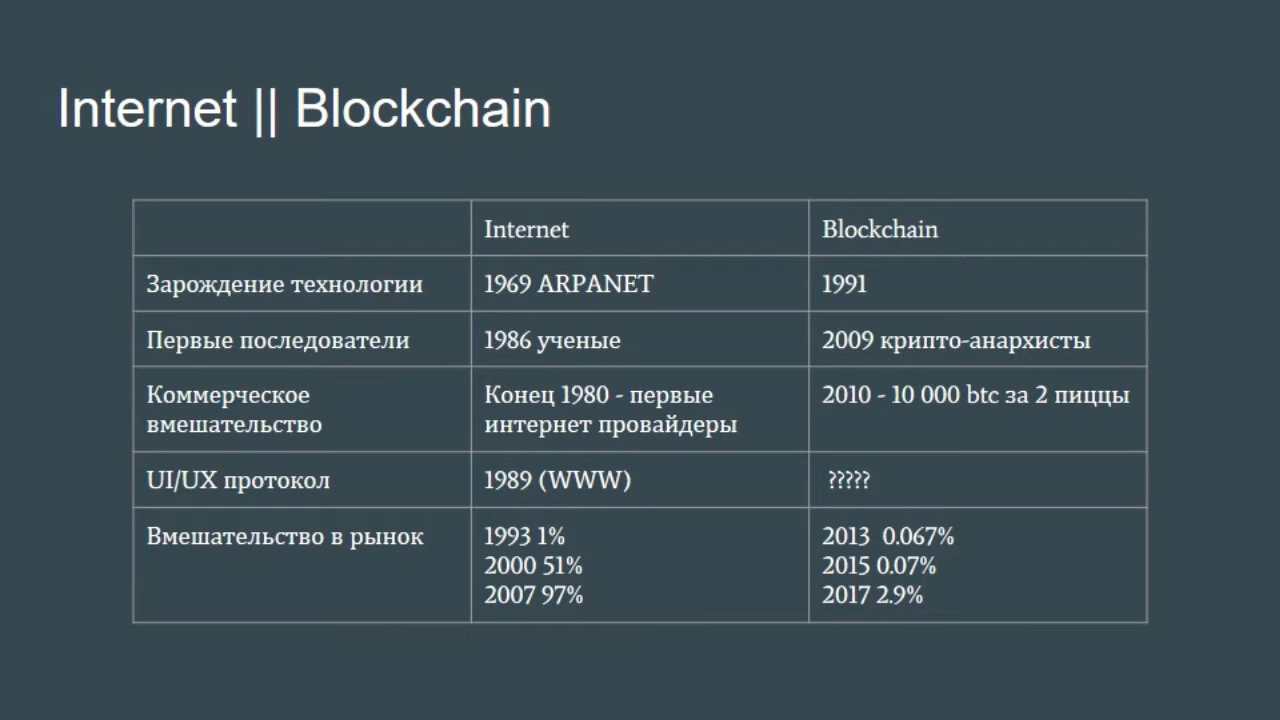 Internet || Blockchain
Internet
Blockchain
Зарождение технологии
1969 ARPANET
1991
Первые последователи
1986 ученые
2009 крипто-анархисты
Коммерческое
вмешательство
Конец 1980 - первые
интернет провайдеры
2010 - 10 000 btc за 2 пиццы
UI/UX протокол
1989 (WWW)
?????
Вмешательство в рынок
1993 1%
2000 51%
2007 97%
2013  0.067%
2015 0.07%
2017 2.9%